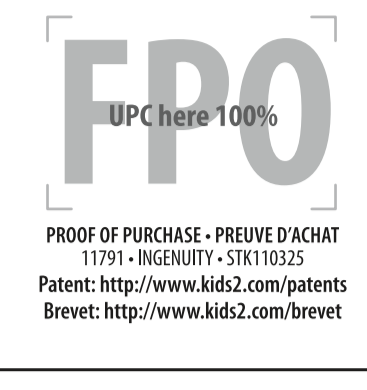 FPO
UPC here 100%
PROOF OF PURCHASE • PREUVE D'ACHAT
11791 • INGENUITY • STK110325
Patent: http://www.kids2.com/patents
Brevet: http://www.kids2.com/brevet